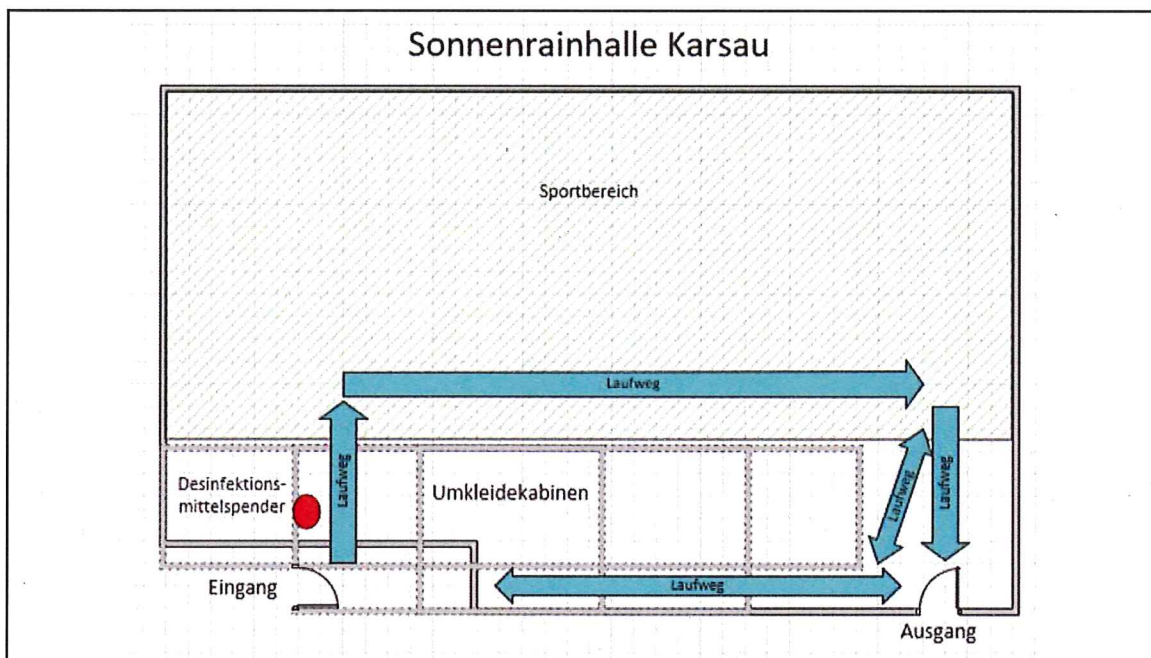 Sonnenrainhalle Karsau
Sportbereich
Laufweg
Laufweg
Desinfektions-
mittelspender
Umkleidekabinen
Laufweg
Laufweg
Eingang
Laufweg
Ausgang